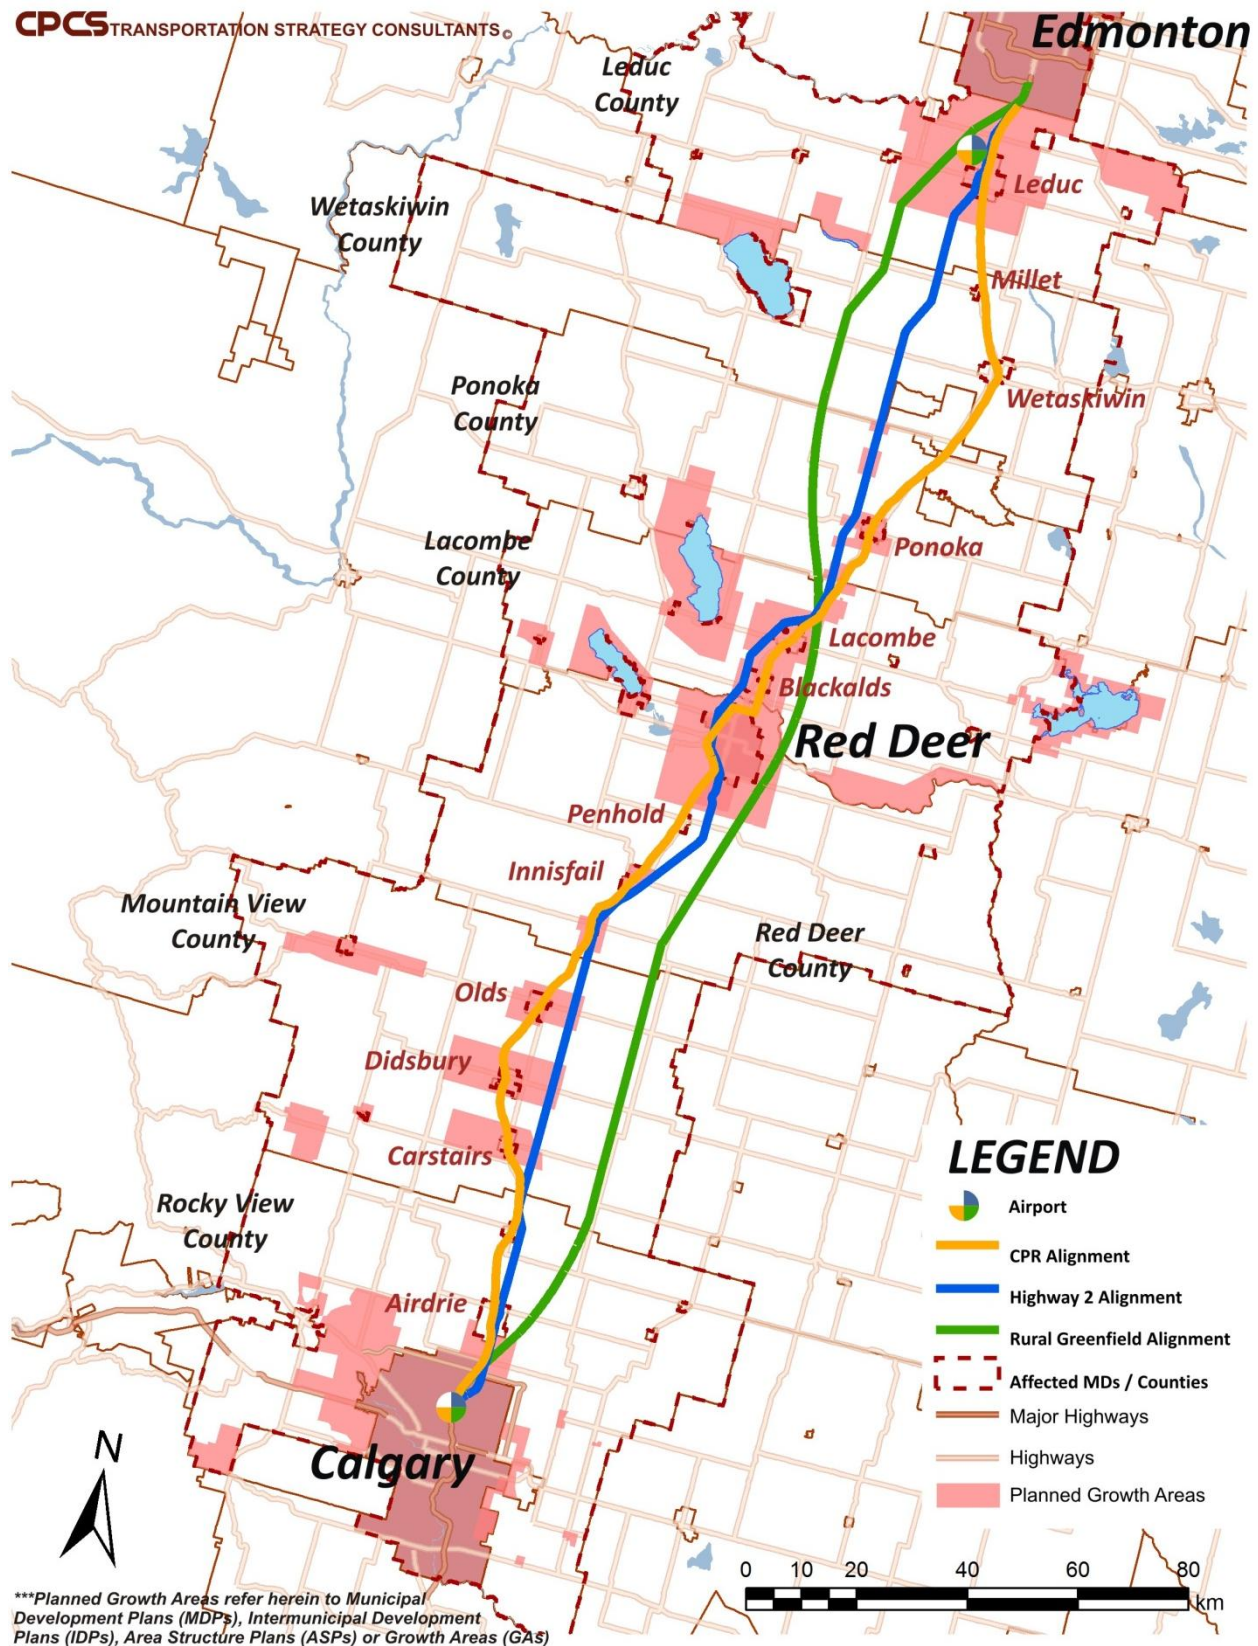 CPCS TRANSPORTATION STRATEGY CONSULTANTS ©
Edmonton
Leduc
County
Leduc
Wetaskiwin
County
Millet
Ponoka
County
Wetaskiwin
Lacombe
County
Ponoka
Lacombe
Blackalds
Red Deer
Penhold
Innisfail
Mountain View
County
Red Deer
County
Olds
Didsbury
Carstairs
Rocky View
County
Airdrie
Calgary
N
LEGEND
Airport
CPR Alignment
Highway 2 Alignment
Rural Greenfield Alignment
Affected MDs / Counties
Major Highways
Highways
Planned Growth Areas
0 10 20 40 60 80
km
***Planned Growth Areas refer herein to Municipal
Development Plans (MDPs), Intermunicipal Development
Plans (IDPs), Area Structure Plans (ASPs) or Growth Areas (GAs)